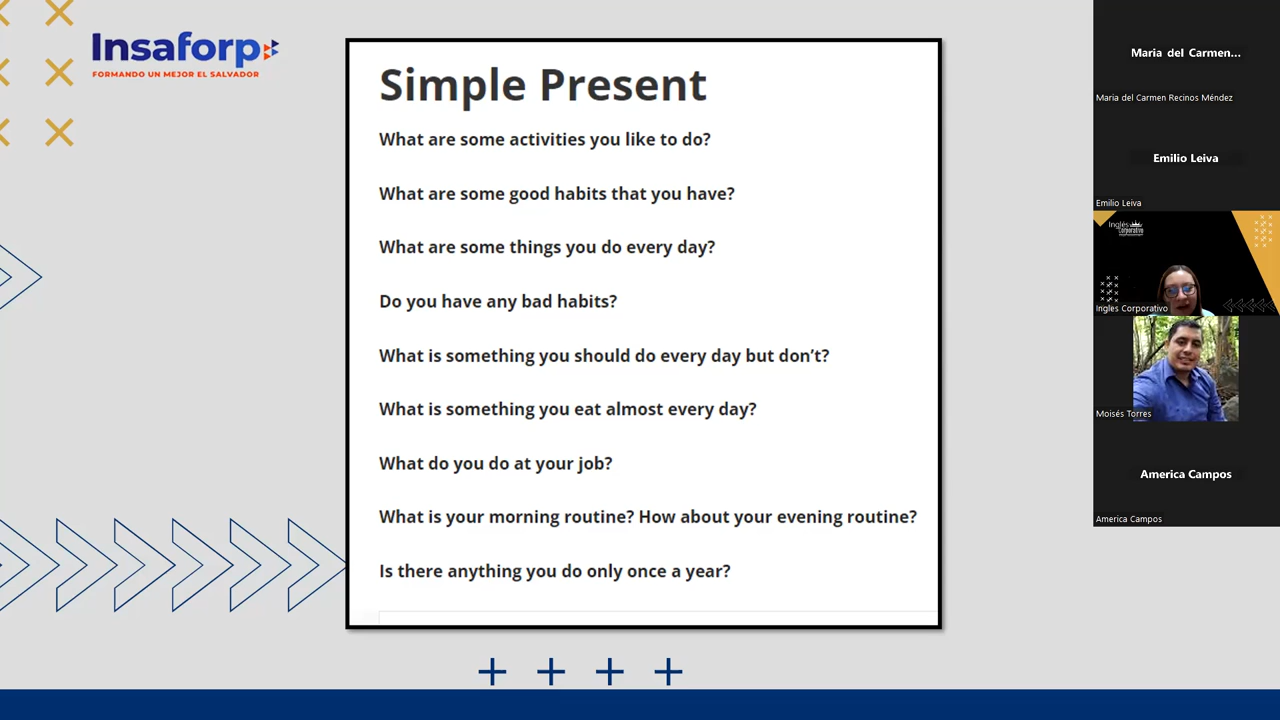 Insaforp
FORMANDO UN MEJOR EL SALVADOR
Simple Present
What are some activities you like to do?
What are some good habits that you have?
What are some things you do every day?
Do you have any bad habits?
What is something you should do every day but don't?
What is something you eat almost every day?
What do you do at your job?
What is your morning routine? How about your evening routine?
Is there anything you do only once a year?
Maria del Carmen...
Maria del Carmen Recinos Méndez
Emilio Leiva
Emilio Leiva
Inglés
Corporativo
Ingles Corporativo
Moisés Torres
America Campos
America Campos